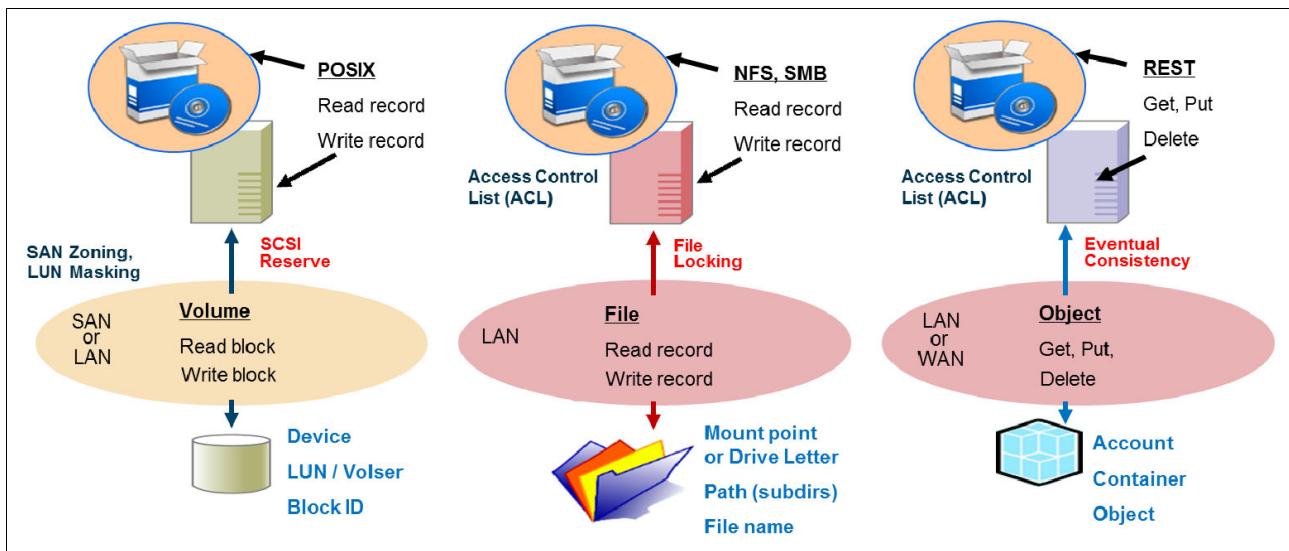 POSIX
Read record
Write record
SAN Zoning,
LUN Masking
SCSI
Reserve
SAN
or
LAN
Volume
Read block
Write block
Device
LUN / Volser
Block ID
NFS, SMB
Read record
Write record
Access Control
List (ACL)
File
Locking
LAN
File
Read record
Write record
Mount point
or Drive Letter
Path (subdirs)
File name
REST
Get, Put
Delete
Access Control
List (ACL)
Eventual
Consistency
LAN
or
WAN
Object
Get, Put,
Delete
Account
Container
Object